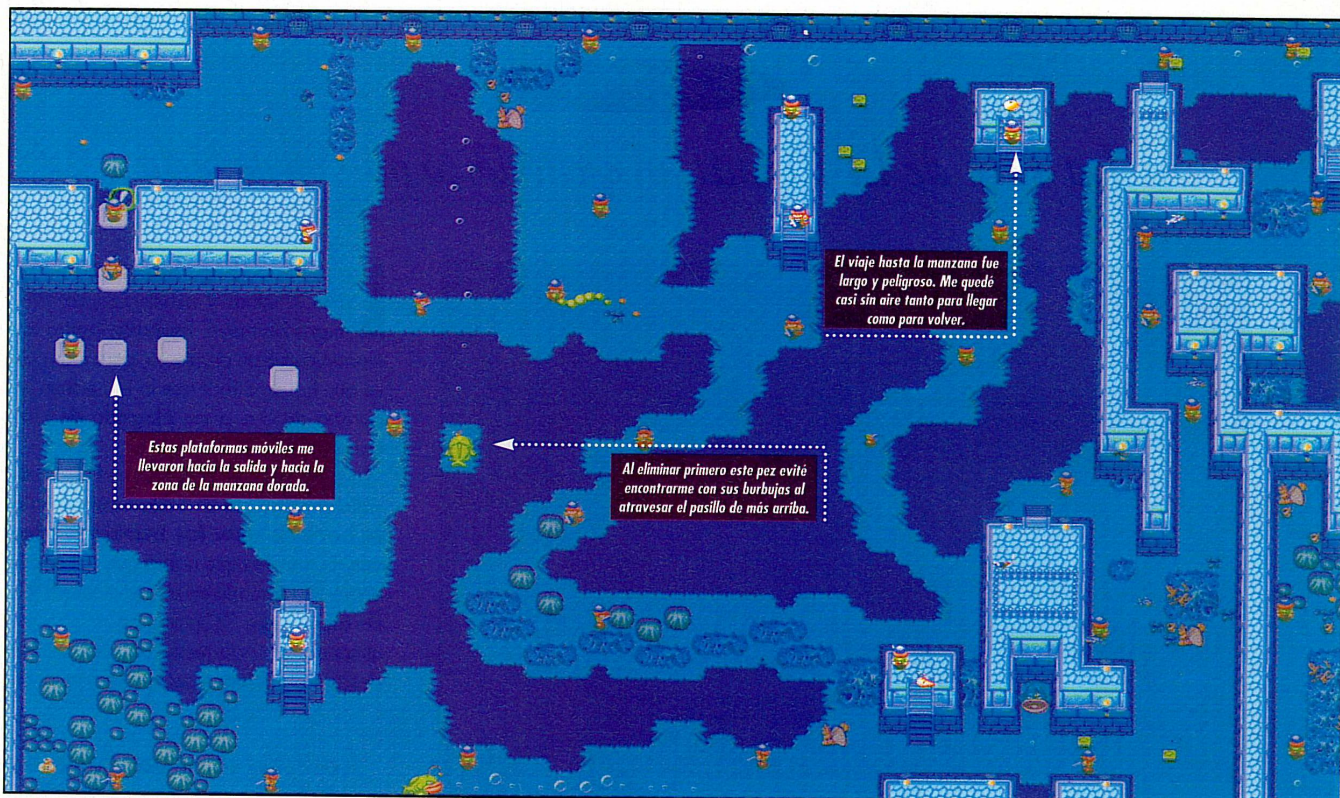 El viaje hasta la manzana fue
largo y peligroso. Me quedé
casi sin aire tanto para llegar
como para volver.
Estas plataformas móviles me
llevaron hacia la salida y hacia la
zona de la manzana dorada.
Al eliminar primero este pez evité
encontrarme con sus burbujas al
atravesar el pasillo de más arriba.